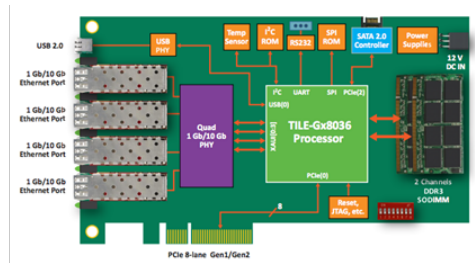 USB 2.0
USB
PHY
Temp
Sensor
I²C
ROM
RS232
SPI
ROM
SATA 2.0
Controller
Power
Supplies
12 V
DC IN
1 Gb/10 Gb
Ethernet Port
1 Gb/10 Gb
Ethernet Port
1 Gb/10 Gb
Ethernet Port
1 Gb/10 Gb
Ethernet Port
Quad
1 Gb/10 Gb
PHY
I²C
UART
SPI
PCIe(2)
USB(0)
XAUI[0:3]
TILE-Gx8036
Processor
PCIe(0)
2 Channels
DDR3
SODIMM
8
Reset,
JTAG, etc.
PCIe 8-lane Gen1/Gen2